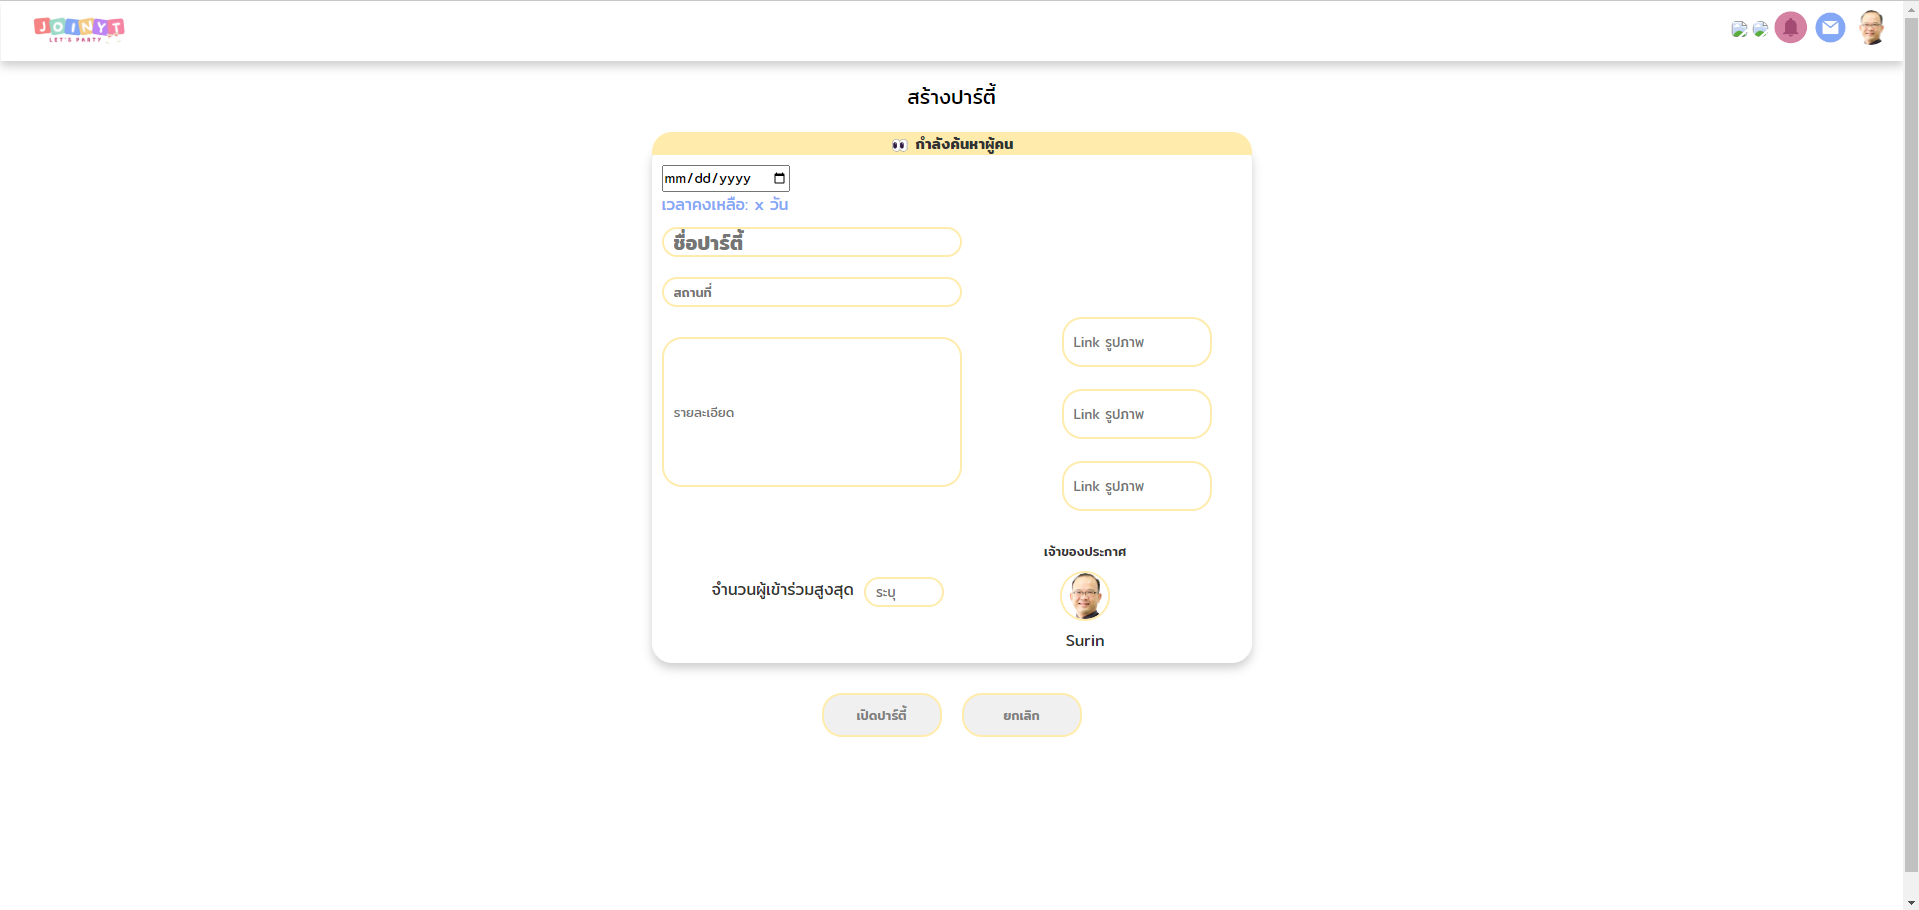 JOINYT
LET'S PARTY
สร้างปาร์ตี้
👀 กำลังค้นหาผู้คน
mm/dd/yyyy
เวลาคงเหลือ: x วัน
ชื่อปาร์ตี้
สถานที่
รายละเอียด
Link รูปภาพ
Link รูปภาพ
Link รูปภาพ
เจ้าของประกาศ
จำนวนผู้เข้าร่วมสูงสุด ระบุ
Surin
เปิดปาร์ตี้ ยกเลิก